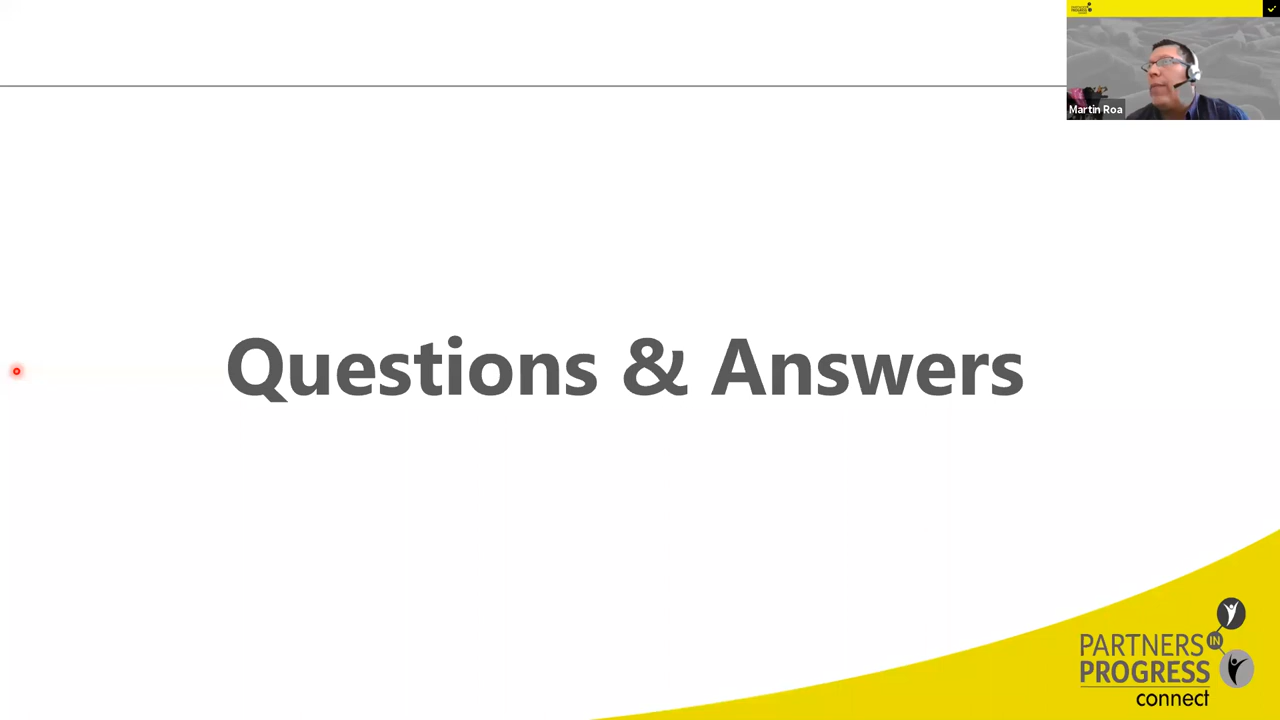 Martin Roa
Questions & Answers
PARTNERS IN
PROGRESS
connect